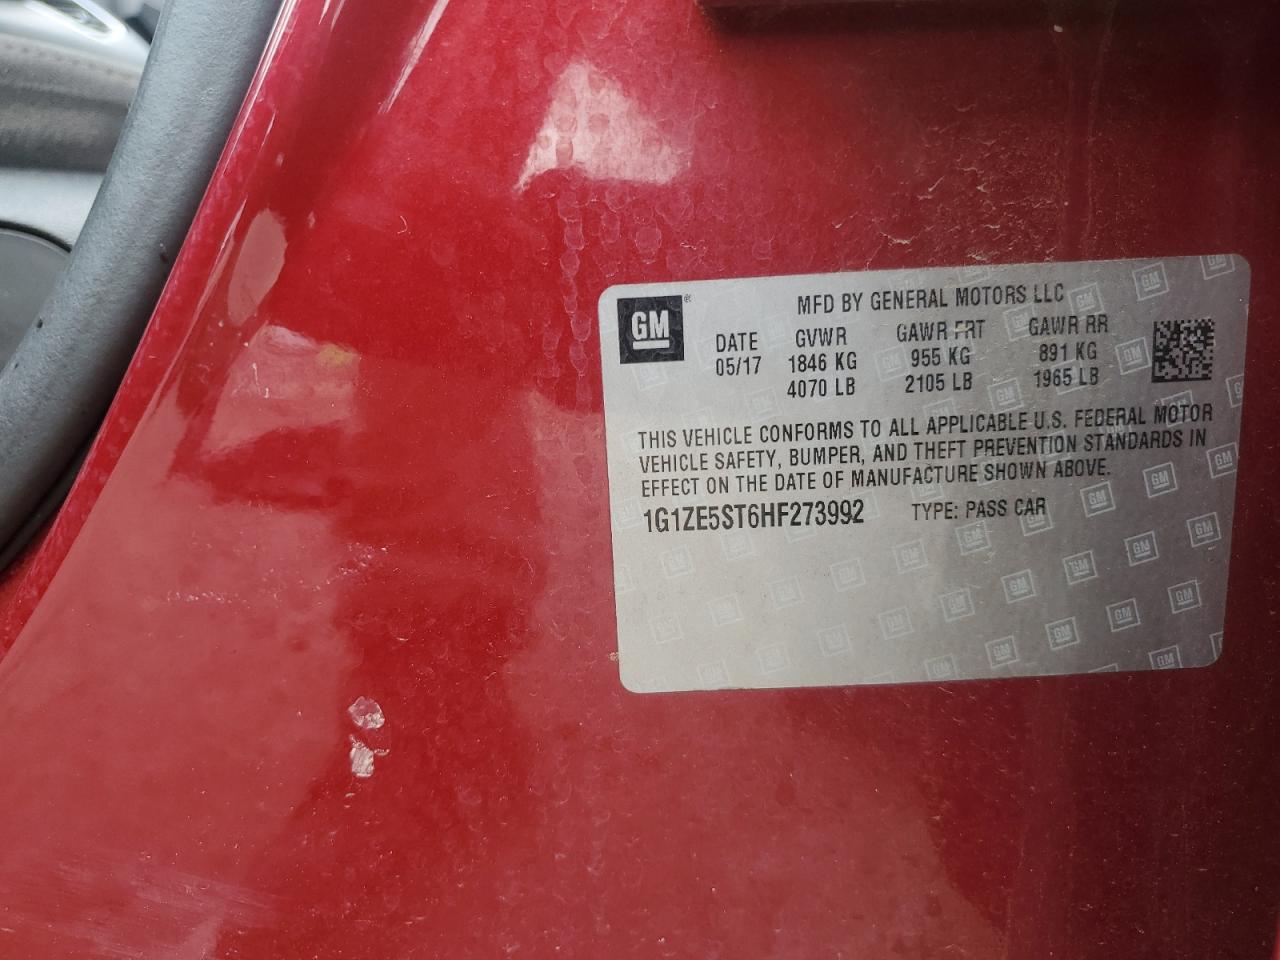 GM ®
MFD BY GENERAL MOTORS LLC
DATE GVWR GAWR FRT GAWR RR
05/17 1846 KG 955 KG 891 KG
4070 LB 2105 LB 1965 LB
THIS VEHICLE CONFORMS TO ALL APPLICABLE U.S. FEDERAL MOTOR
VEHICLE SAFETY, BUMPER, AND THEFT PREVENTION STANDARDS IN
EFFECT ON THE DATE OF MANUFACTURE SHOWN ABOVE.
1G1ZE5ST6HF273992 TYPE: PASS CAR